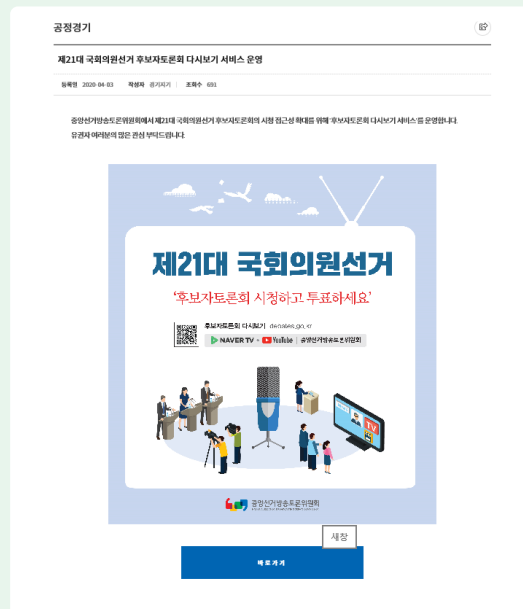 공정경기
제21대 국회의원선거 후보자토론회 다시보기 서비스 운영
등록일 2020-04-03 작성자 경기지기 조회수 691
중앙선거방송토론위원회에서 제21대 국회의원선거 후보자토론회의 시청 접근성 확대를 위해 '후보자토론회 다시보기 서비스'를 운영합니다.
유권자 여러분의 많은 관심 부탁드립니다.
제21대 국회의원선거
'후보자토론회 시청하고 투표하세요'
후보자토론회 다시보기 debates.go.kr
NAVER TV · YouTube | 중앙선거방송토론위원회
TV
중앙선거방송토론위원회
새창
바로가기